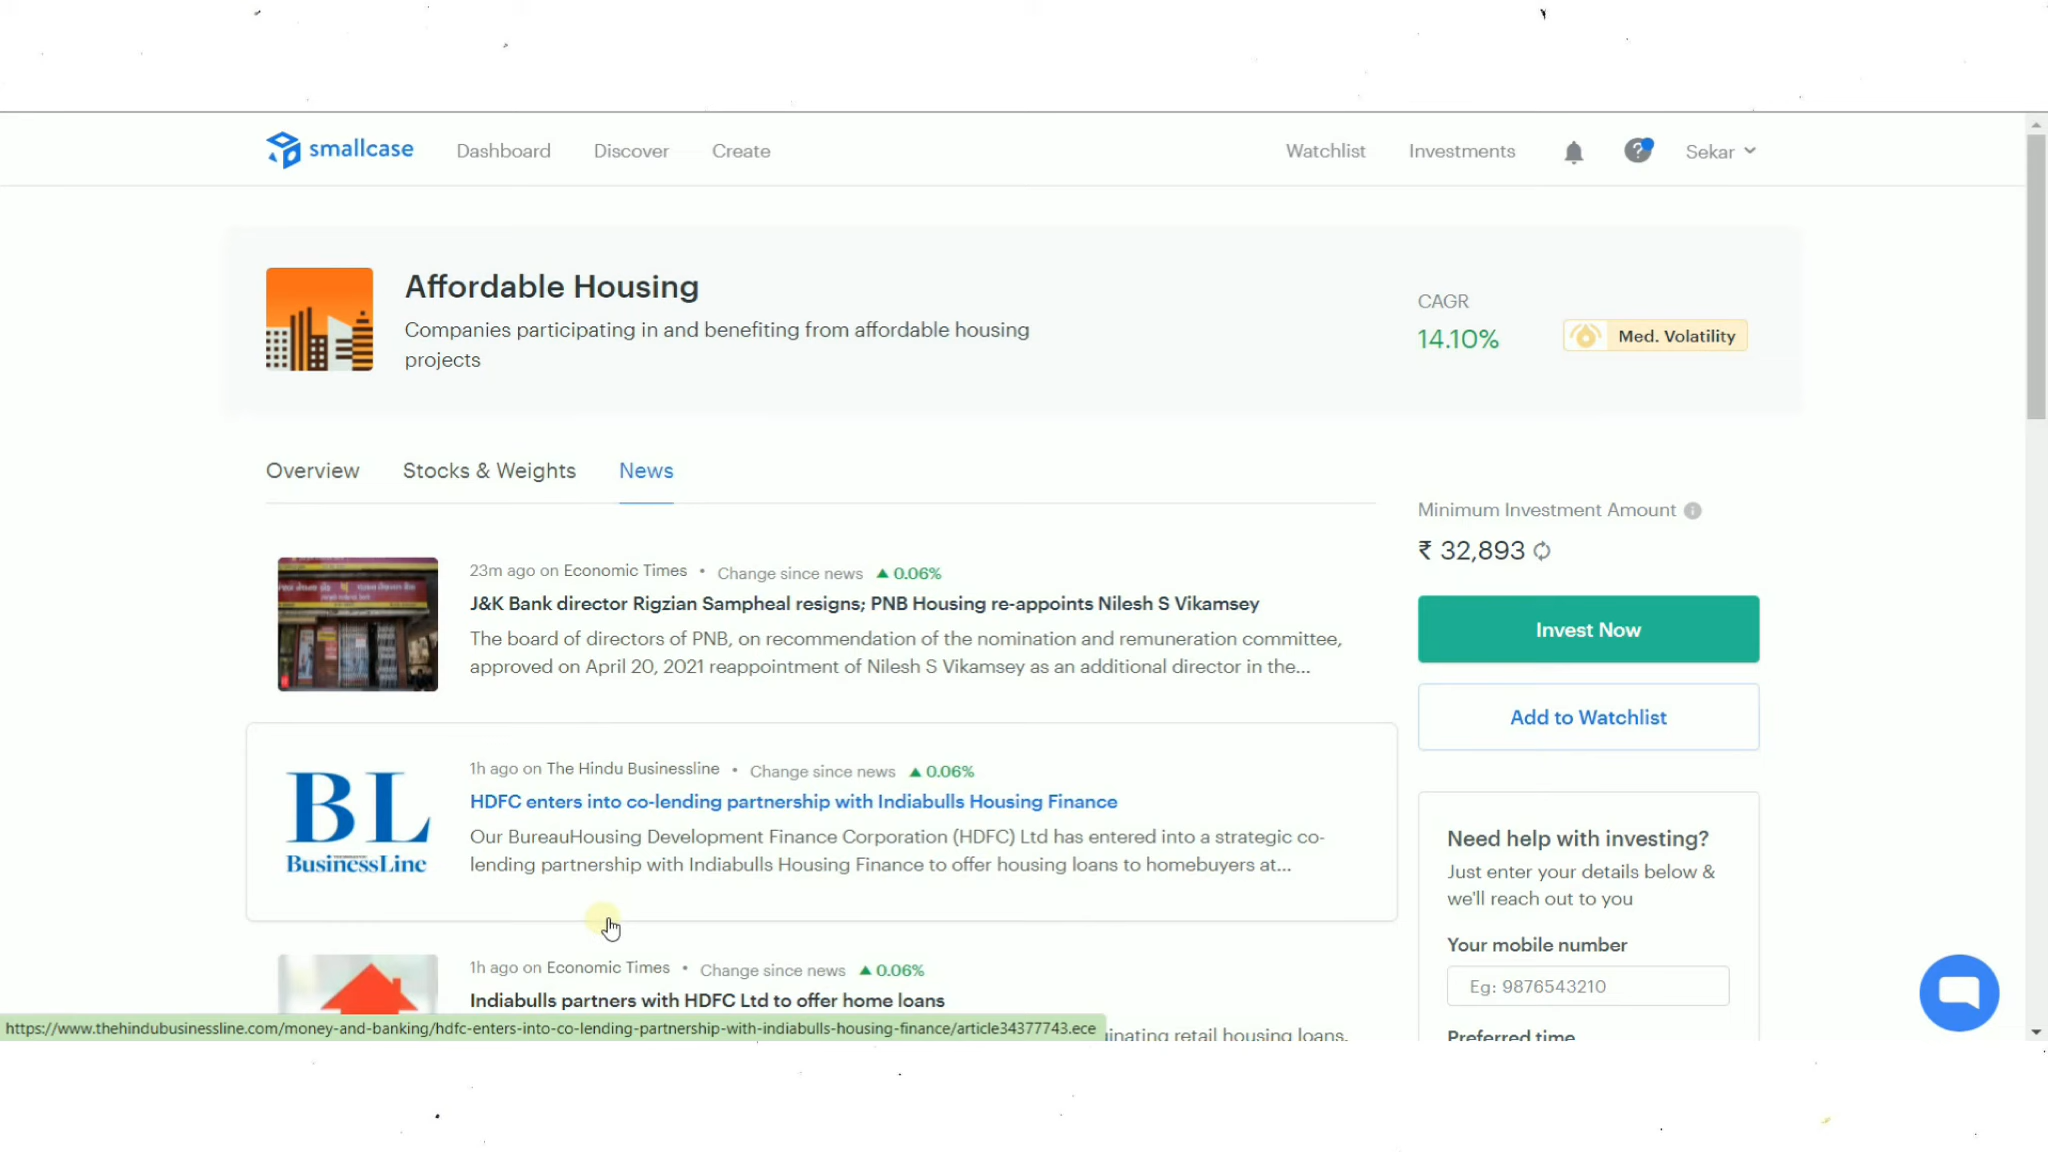 smallcase
Dashboard
Discover
Create
Watchlist
Investments
?
Sekar
Affordable Housing
Companies participating in and benefiting from affordable housing
projects
CAGR
14.10%
Med. Volatility
Overview
Stocks & Weights
News
23m ago on Economic Times • Change since news ▲ 0.06%
J&K Bank director Rigzian Sampheal resigns; PNB Housing re-appoints Nilesh S Vikamsey
The board of directors of PNB, on recommendation of the nomination and remuneration committee,
approved on April 20, 2021 reappointment of Nilesh S Vikamsey as an additional director in the...
BL
BusinessLine
1h ago on The Hindu Businessline • Change since news ▲ 0.06%
HDFC enters into co-lending partnership with Indiabulls Housing Finance
Our BureauHousing Development Finance Corporation (HDFC) Ltd has entered into a strategic co-
lending partnership with Indiabulls Housing Finance to offer housing loans to homebuyers at...
1h ago on Economic Times • Change since news ▲ 0.06%
Indiabulls partners with HDFC Ltd to offer home loans
inating retail housing loans,
https://www.thehindubusinessline.com/money-and-banking/hdfc-enters-into-co-lending-partnership-with-indiabulls-housing-finance/article34377743.ece
Minimum Investment Amount
₹ 32,893
Invest Now
Add to Watchlist
Need help with investing?
Just enter your details below &
we'll reach out to you
Your mobile number
Eg: 9876543210
Preferred time